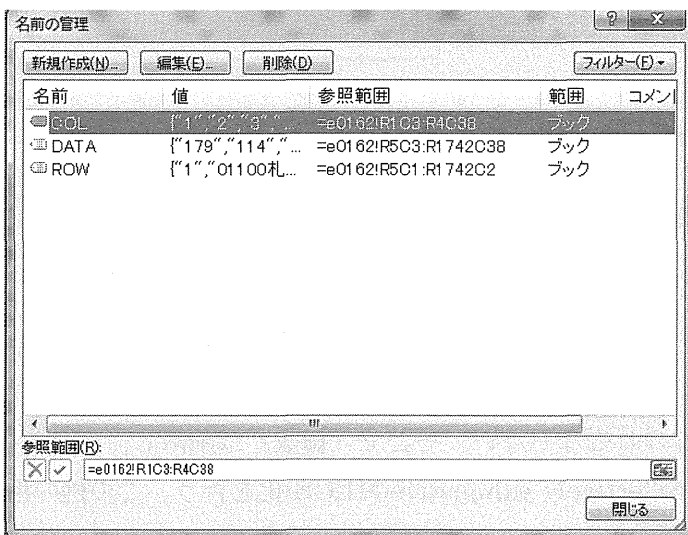 名前の管理
新規作成(N)... 編集(E)... 削除(D) フィルター(F)
名前 値 参照範囲 範囲 コメント
COL {"1","2","3","... =e0162!R1C3:R4C38 ブック
DATA {"179","114","... =e0162!R5C3:R1742C38 ブック
ROW {"1","01100札... =e0162!R5C1:R1742C2 ブック
参照範囲(R):
=e0162!R1C3:R4C38
閉じる